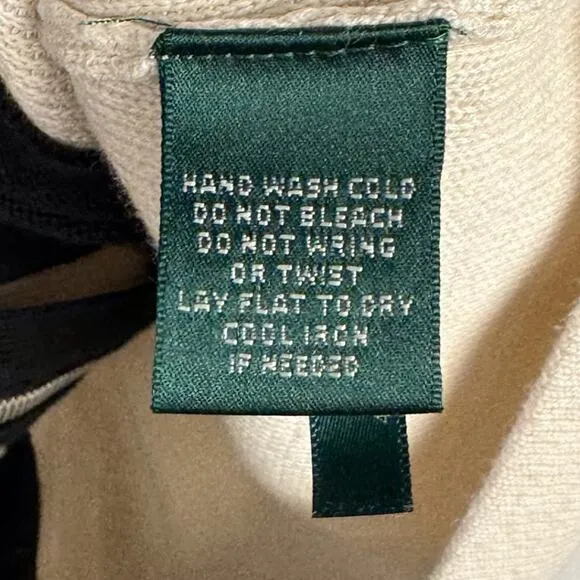 HAND WASH COLD
DO NOT BLEACH
DO NOT WRING
OR TWIST
LAY FLAT TO DRY
COOL IRON
IF NEEDED